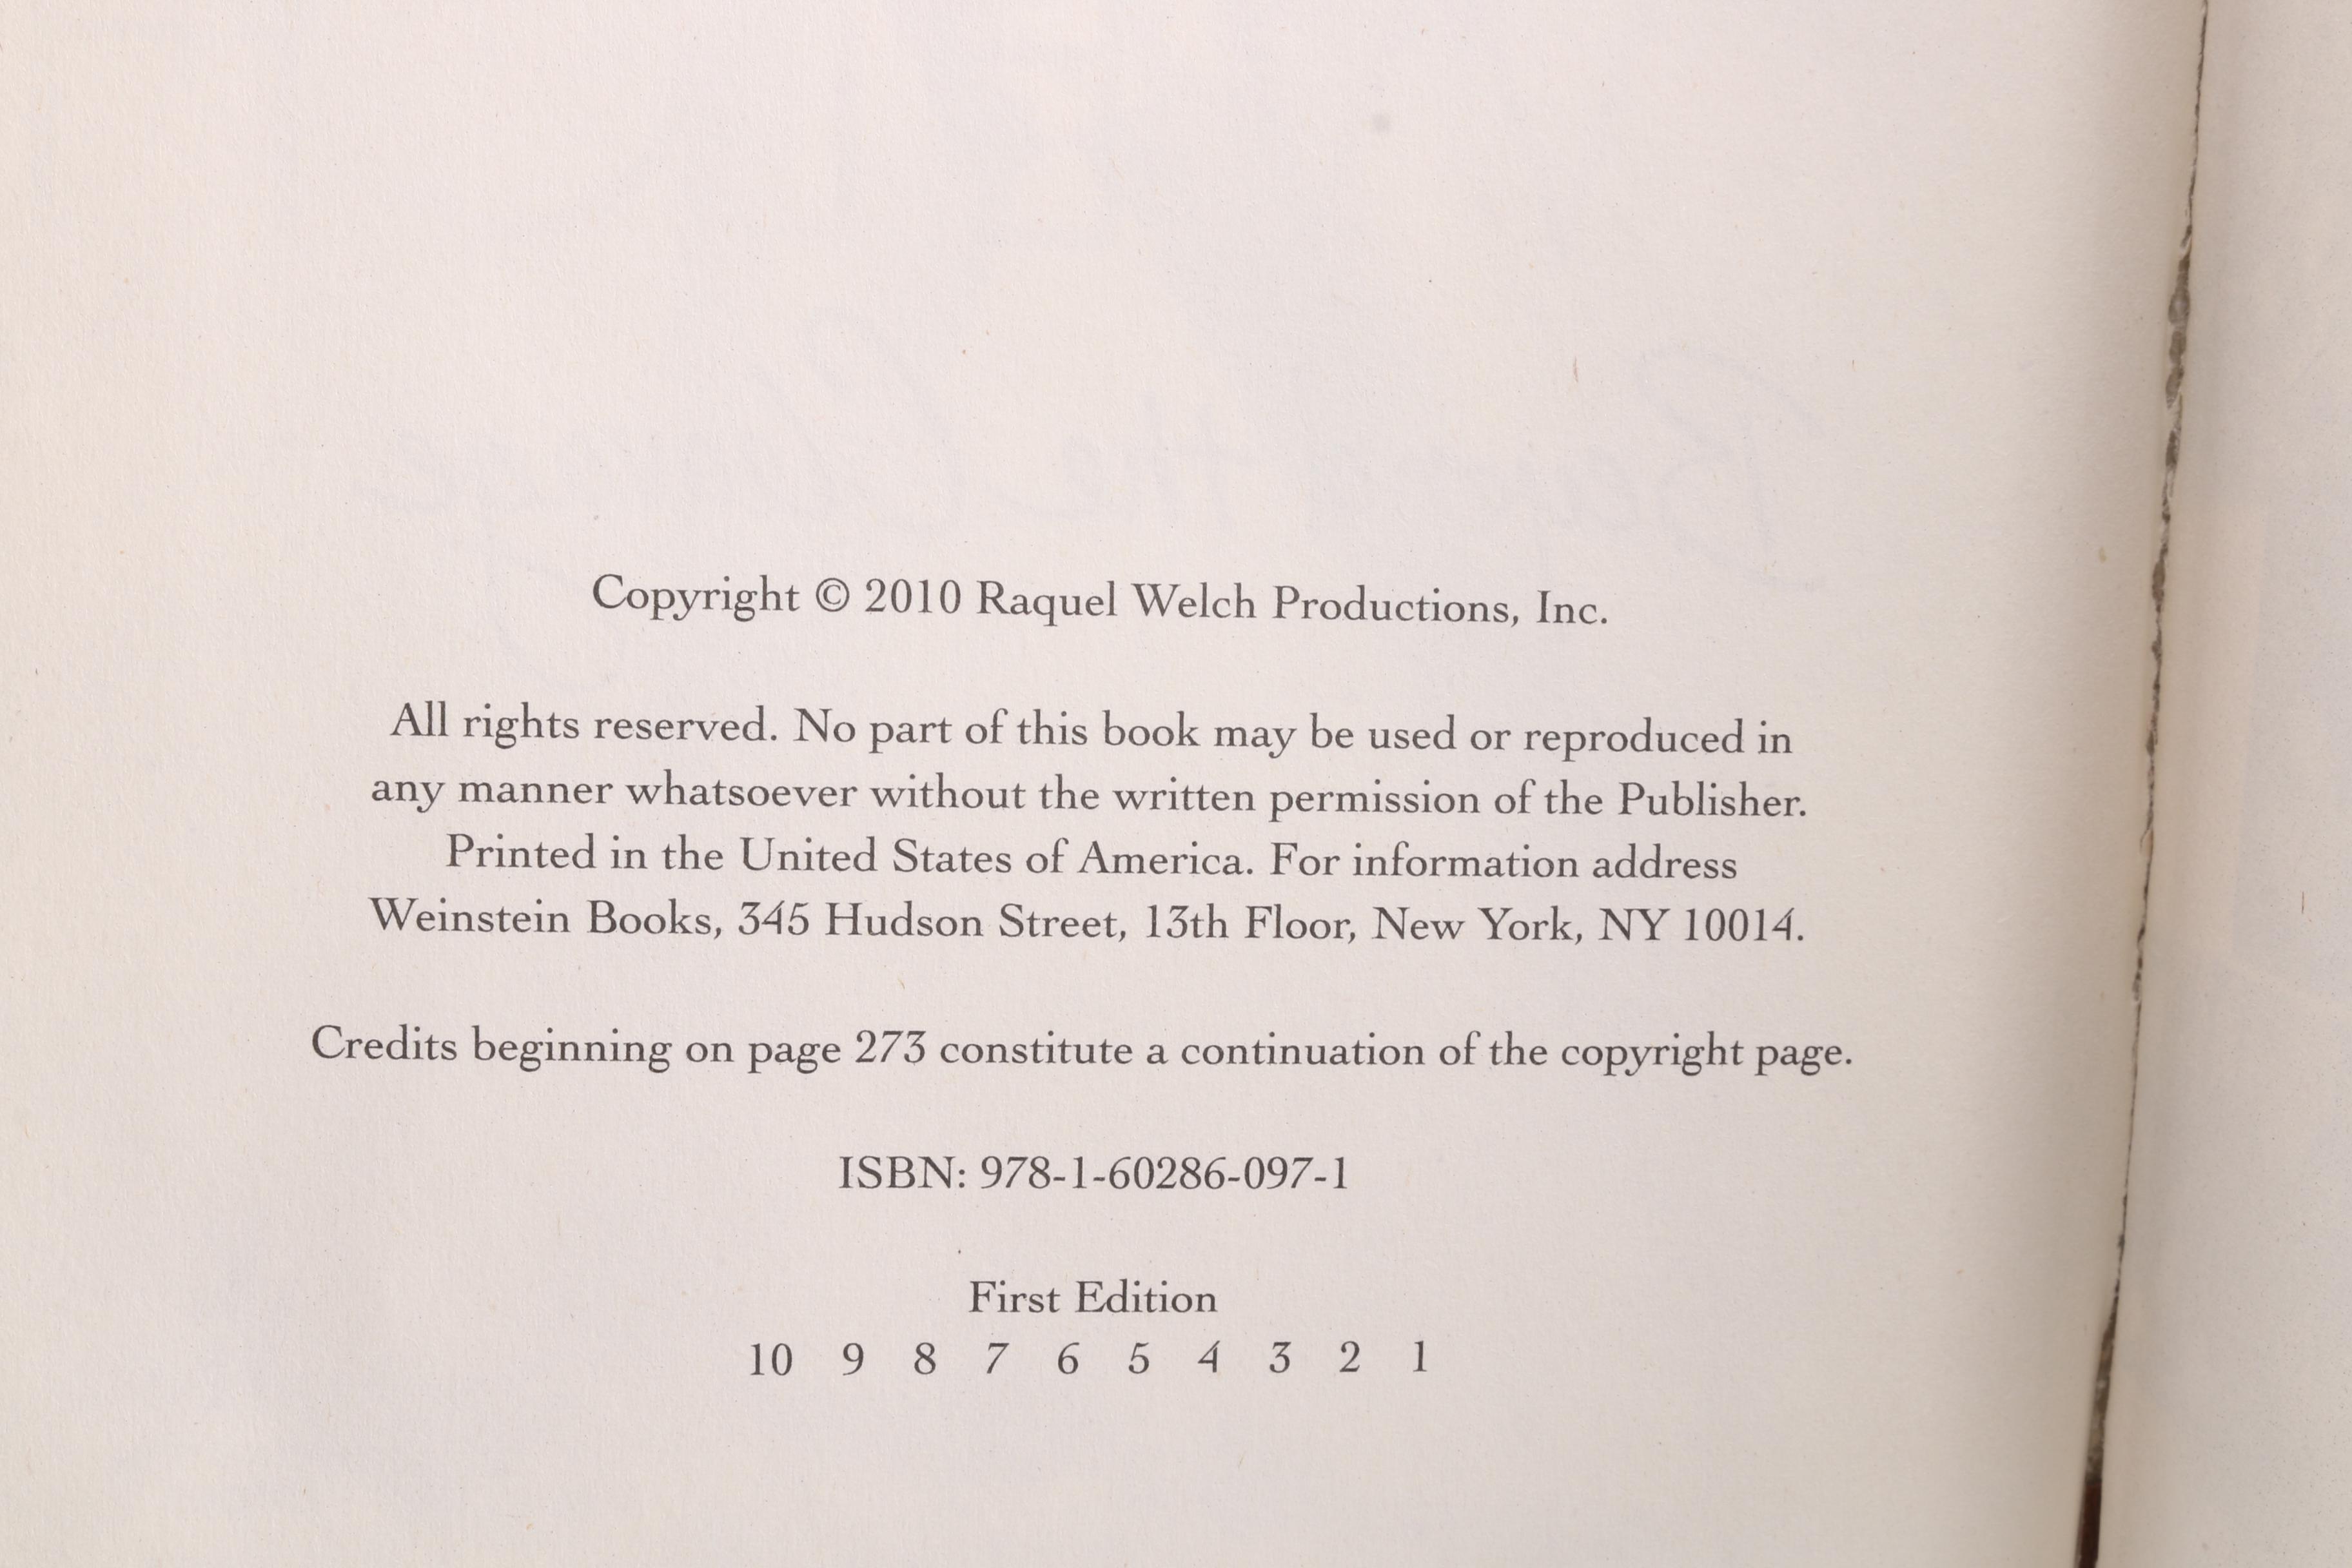 Copyright © 2010 Raquel Welch Productions, Inc.
All rights reserved. No part of this book may be used or reproduced in
any manner whatsoever without the written permission of the Publisher.
Printed in the United States of America. For information address
Weinstein Books, 345 Hudson Street, 13th Floor, New York, NY 10014.
Credits beginning on page 273 constitute a continuation of the copyright page.
ISBN: 978-1-60286-097-1
First Edition
10 9 8 7 6 5 4 3 2 1